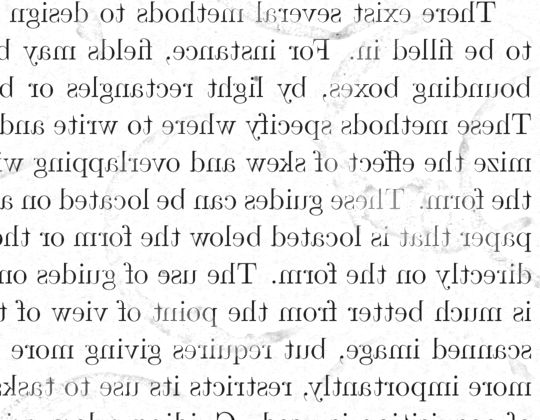 There exist several methods to design
to be filled in. For instance, fields may
bounding boxes, by light rectangles or
These methods specify where to write and
mize the effect of skew and overlapping
the form. These guides can be located on a
paper that is located below the form or the
directly on the form. The use of guides on
is much better from the point of view of
scanned image, but requires giving more
more importantly, restricts its use to tasks